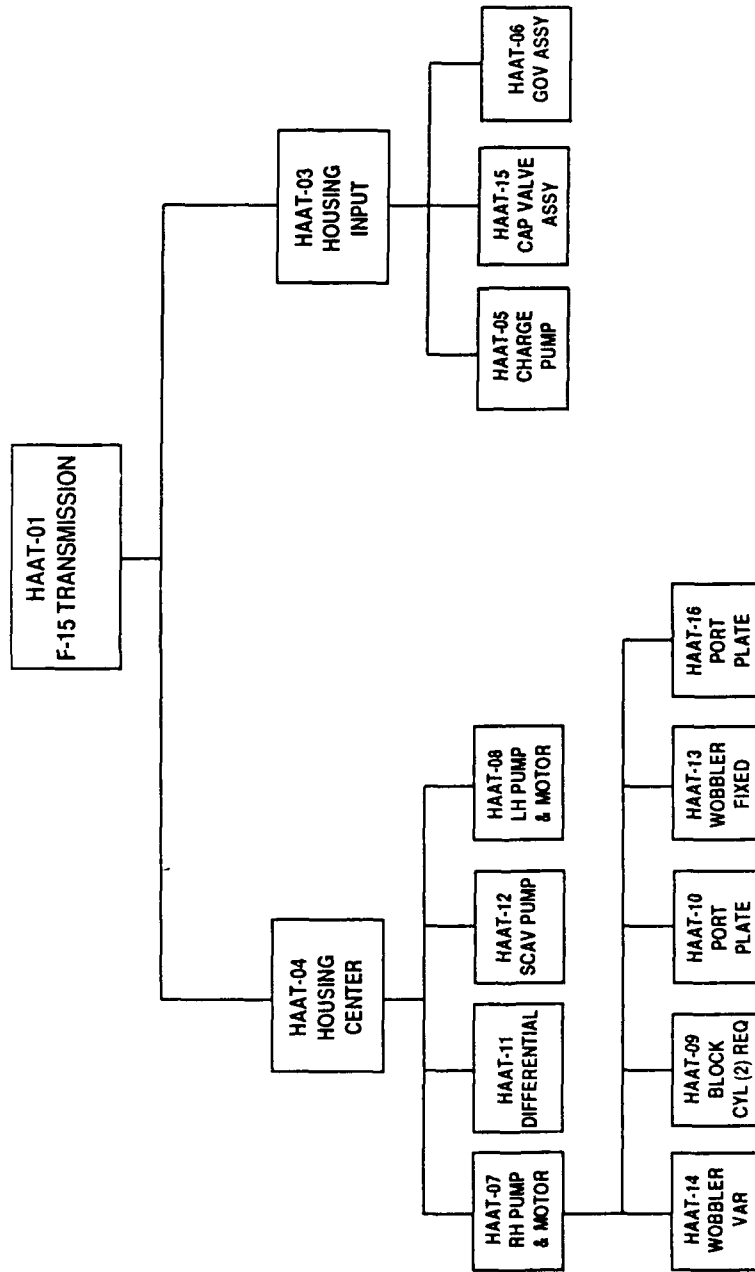 HAAT-01
F-15 TRANSMISSION
HAAT-04
HOUSING
CENTER
HAAT-03
HOUSING
INPUT
HAAT-07
RH PUMP
& MOTOR
HAAT-11
DIFFERENTIAL
HAAT-12
SCAV PUMP
HAAT-08
LH PUMP
& MOTOR
HAAT-05
CHARGE
PUMP
HAAT-15
CAP VALVE
ASSY
HAAT-06
GOV ASSY
HAAT-14
WOBBLER
VAR
HAAT-09
BLOCK
CYL (2) REQ
HAAT-10
PORT
PLATE
HAAT-13
WOBBLER
FIXED
HAAT-16
PORT
PLATE